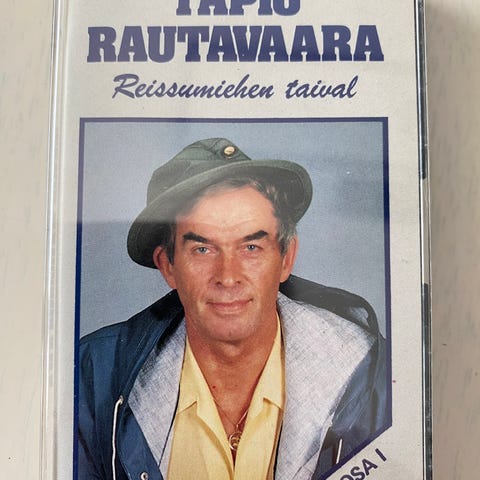 TAPIO
RAUTAVAARA
Reissumiehen taival
OSA I